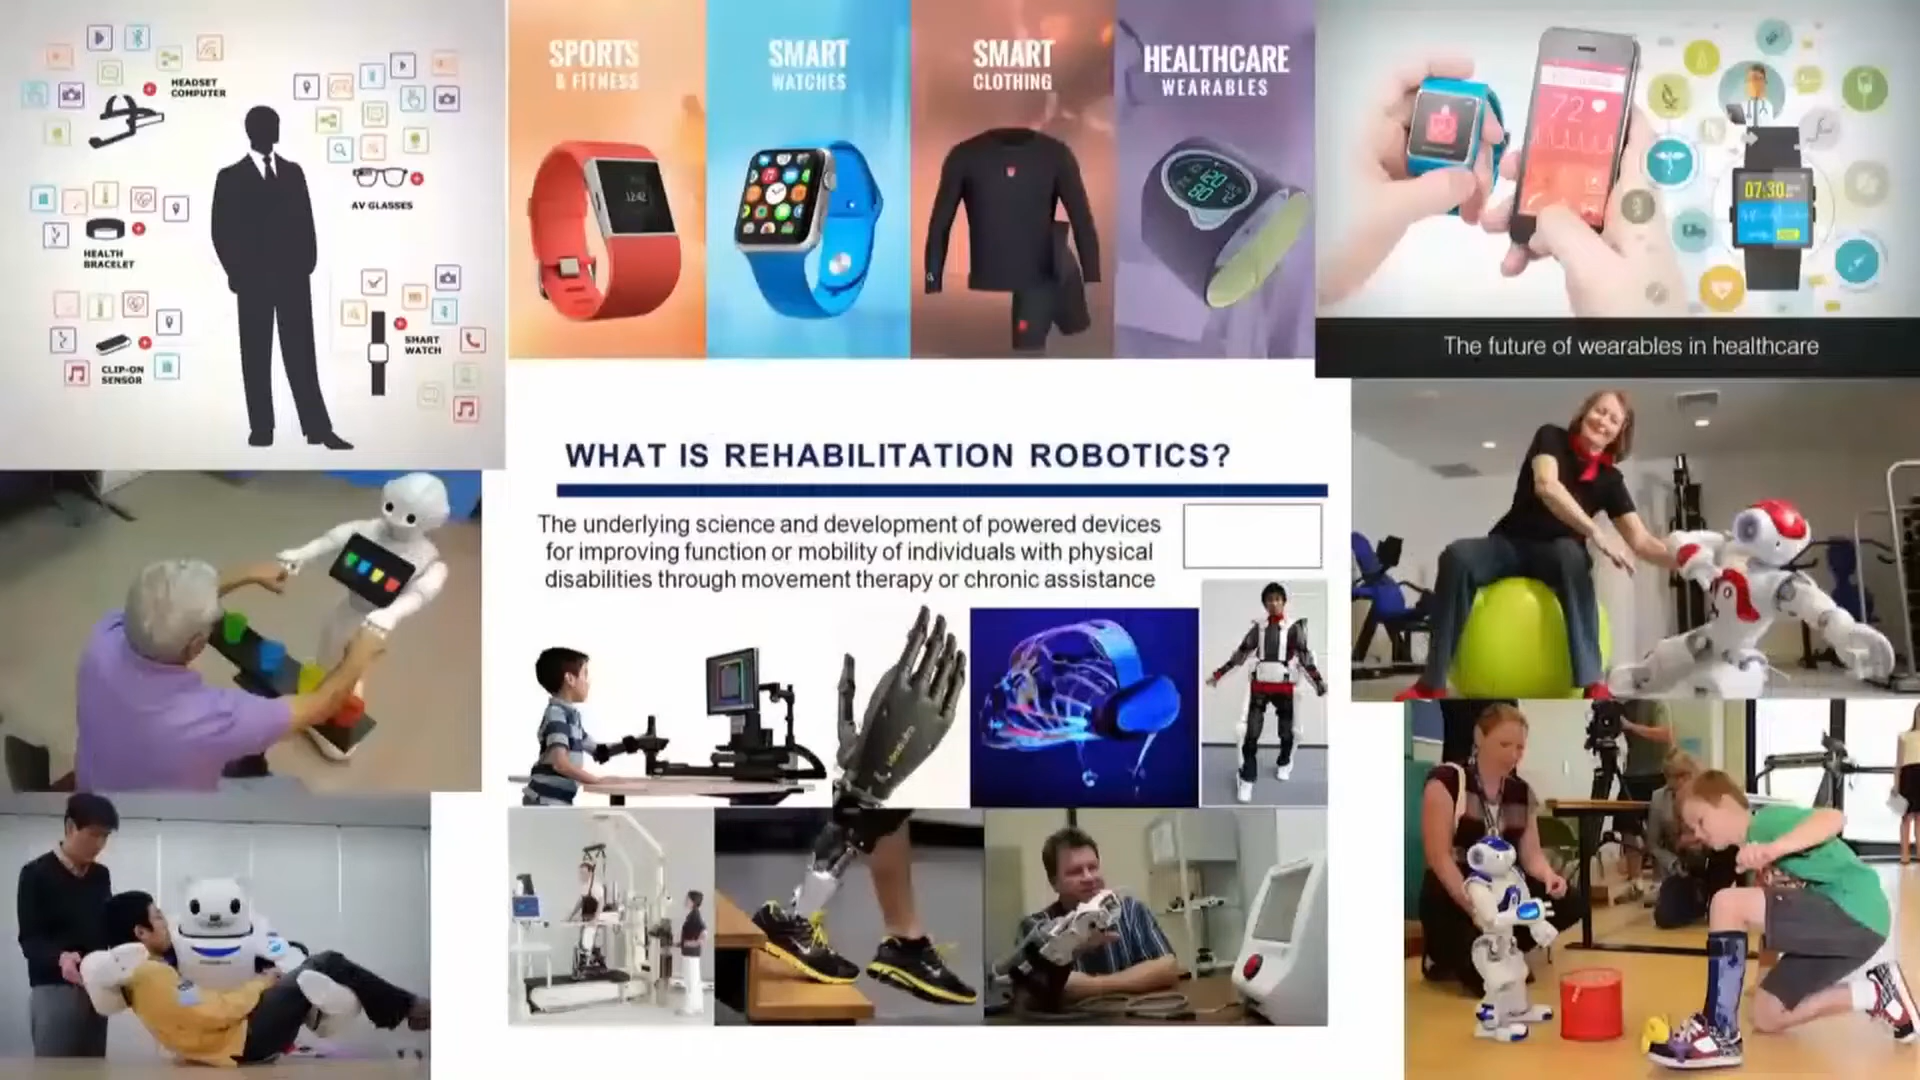 HEADSET
COMPUTER
AV GLASSES
HEALTH
BRACELET
SMART
WATCH
CLIP-ON
SENSOR
SPORTS
& FITNESS
SMART
WATCHES
SMART
CLOTHING
HEALTHCARE
WEARABLES
12:42
72
07:30
The future of wearables in healthcare
WHAT IS REHABILITATION ROBOTICS?
The underlying science and development of powered devices
for improving function or mobility of individuals with physical
disabilities through movement therapy or chronic assistance